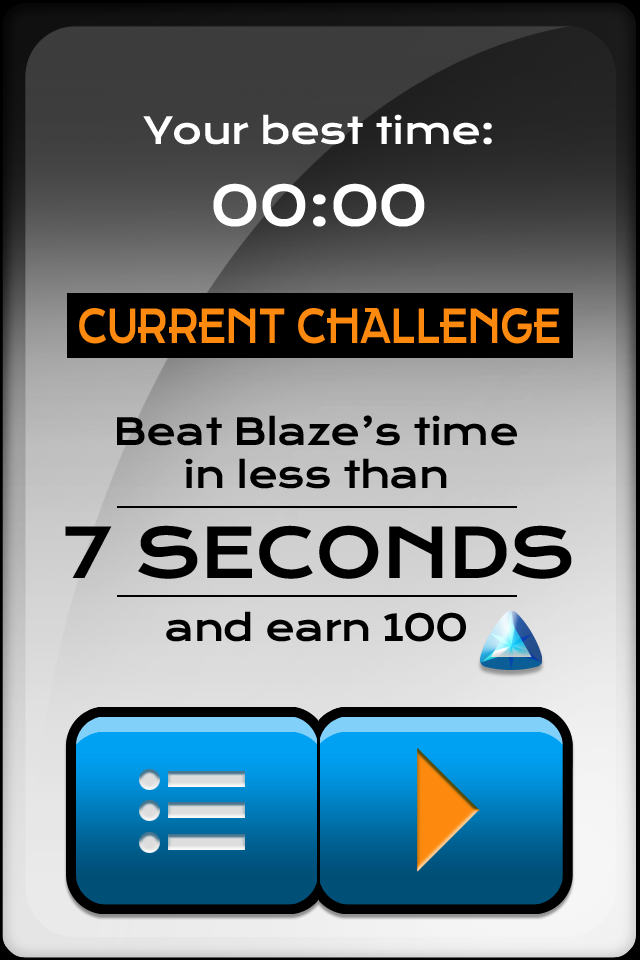 Your best time:
00:00
CURRENT CHALLENGE
Beat Blaze’s time
in less than
7 SECONDS
and earn 100